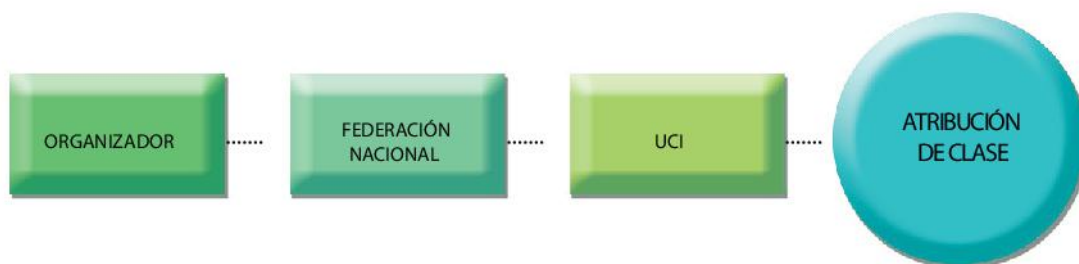 ORGANIZADOR
FEDERACIÓN
NACIONAL
UCI
ATRIBUCIÓN
DE CLASE